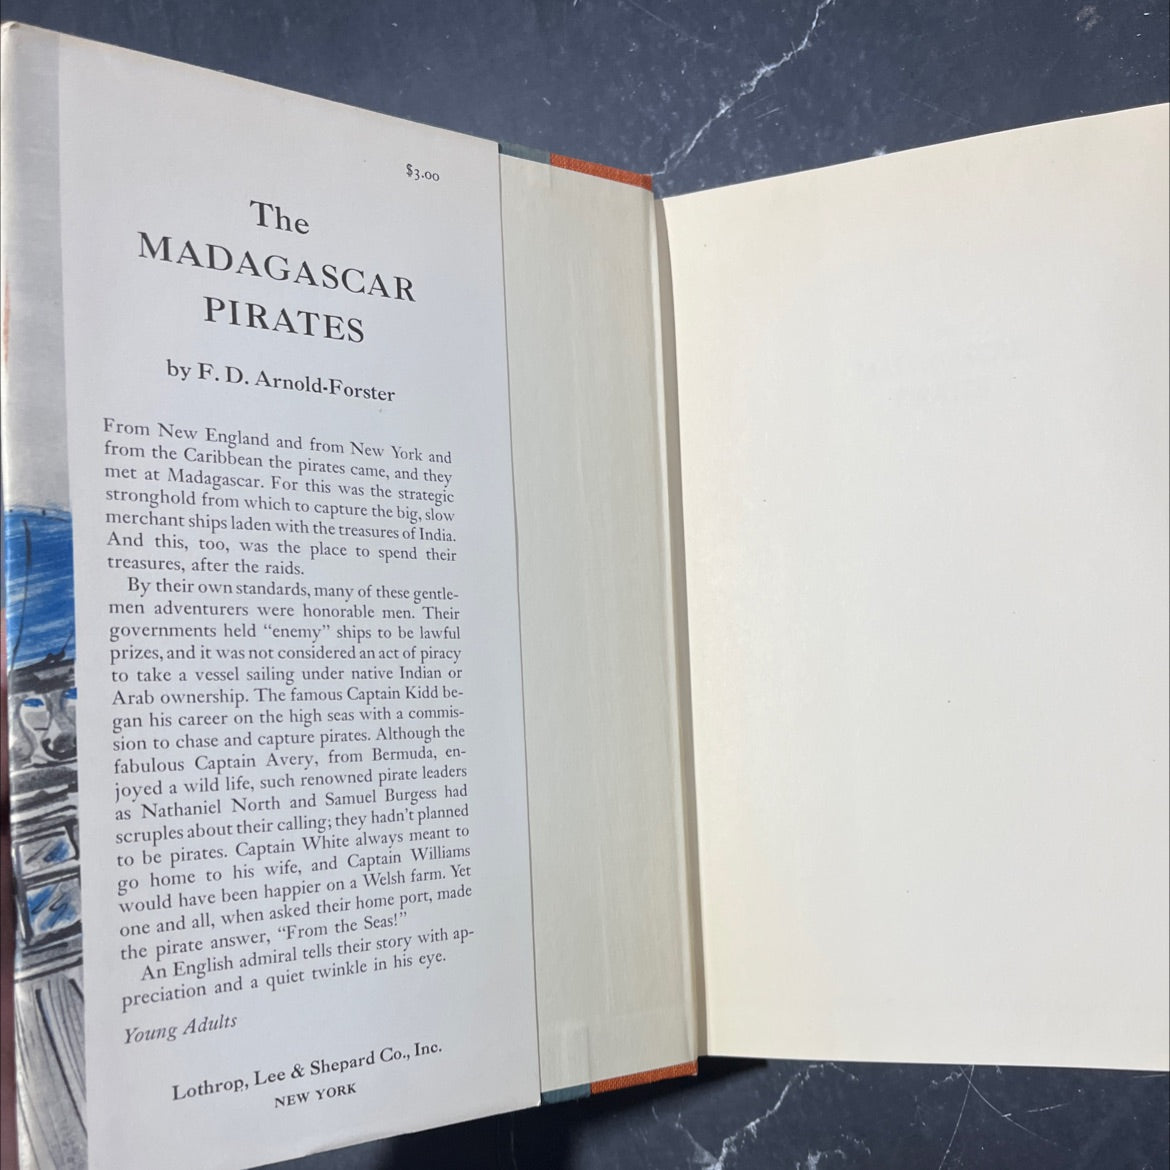 $3.00
The
MADAGASCAR
PIRATES
by F. D. Arnold-Forster
From New England and from New York and
from the Caribbean the pirates came, and they
met at Madagascar. For this was the strategic
stronghold from which to capture the big, slow
merchant ships laden with the treasures of India.
And this, too, was the place to spend their
treasures, after the raids.
By their own standards, many of these gentle-
men adventurers were honorable men. Their
governments held “enemy” ships to be lawful
prizes, and it was not considered an act of piracy
to take a vessel sailing under native Indian or
Arab ownership. The famous Captain Kidd be-
gan his career on the high seas with a commis-
sion to chase and capture pirates. Although the
fabulous Captain Avery, from Bermuda, en-
joyed a wild life, such renowned pirate leaders
as Nathaniel North and Samuel Burgess had
scruples about their calling; they hadn’t planned
to be pirates. Captain White always meant to
go home to his wife, and Captain Williams
would have been happier on a Welsh farm. Yet
one and all, when asked their home port, made
the pirate answer, “From the Seas!”
An English admiral tells their story with ap-
preciation and a quiet twinkle in his eye.
Young Adults
Lothrop, Lee & Shepard Co., Inc.
NEW YORK